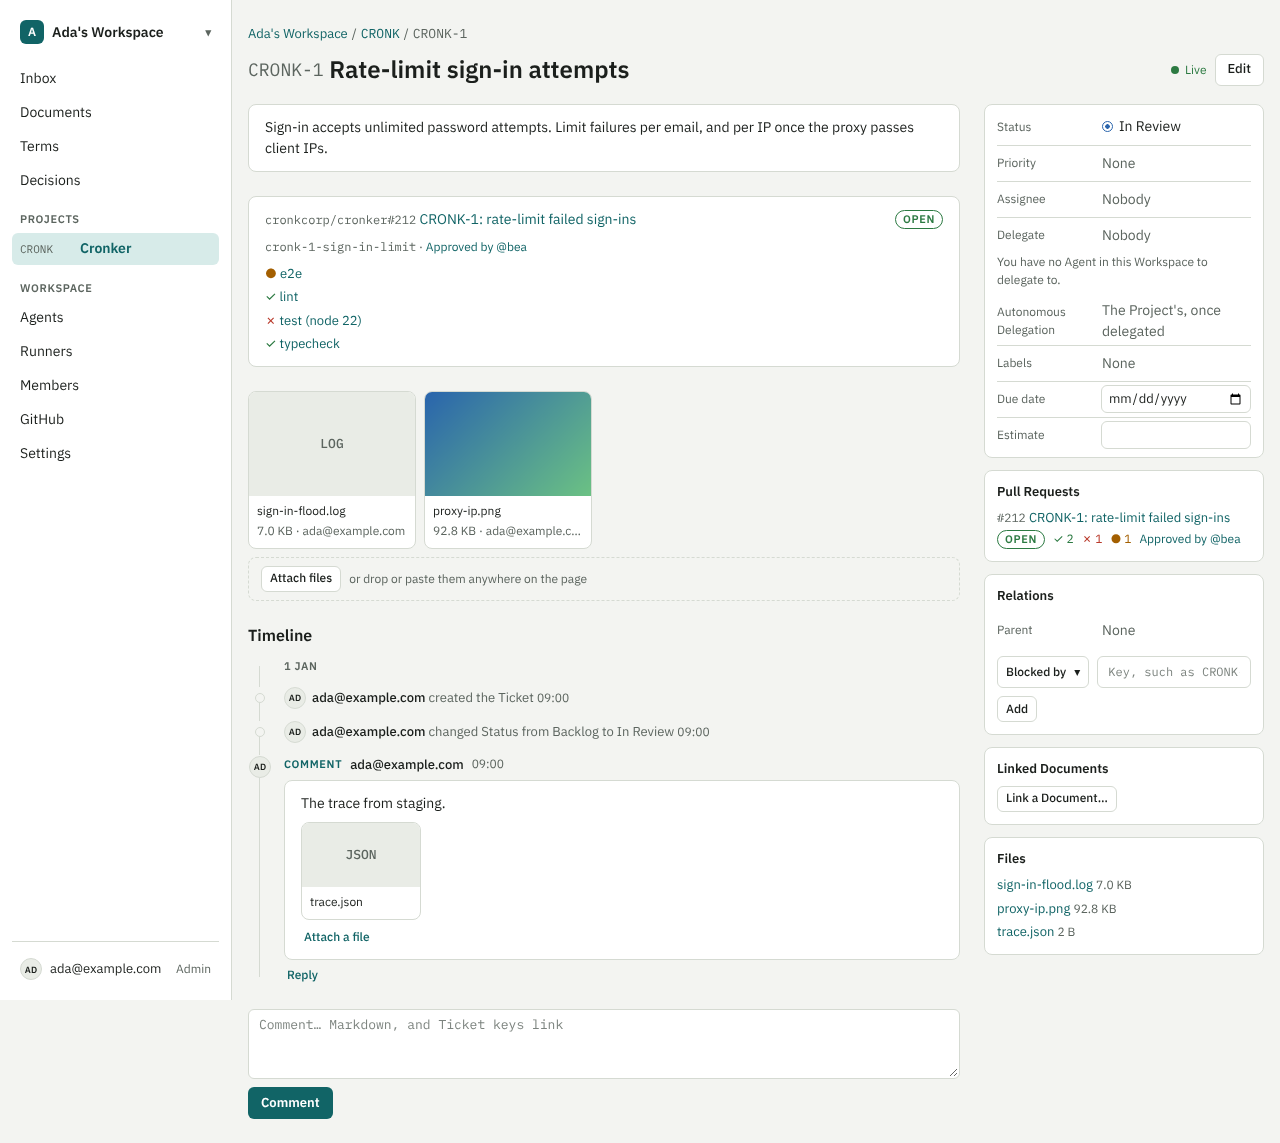 A Ada's Workspace ▾
Inbox
Documents
Terms
Decisions
PROJECTS
CRONK Cronker
WORKSPACE
Agents
Runners
Members
GitHub
Settings
AD ada@example.com Admin
Ada's Workspace / CRONK / CRONK-1
CRONK-1 Rate-limit sign-in attempts
Live Edit
Sign-in accepts unlimited password attempts. Limit failures per email, and per IP once the proxy passes
client IPs.
cronkcorp/cronker#212 CRONK-1: rate-limit failed sign-ins OPEN
cronk-1-sign-in-limit · Approved by @bea
● e2e
✓ lint
× test (node 22)
✓ typecheck
LOG
sign-in-flood.log
7.0 KB · ada@example.com
proxy-ip.png
92.8 KB · ada@example.c…
Attach files or drop or paste them anywhere on the page
Timeline
1 JAN
AD ada@example.com created the Ticket 09:00
AD ada@example.com changed Status from Backlog to In Review 09:00
AD COMMENT ada@example.com 09:00
The trace from staging.
JSON
trace.json
Attach a file
Reply
Comment… Markdown, and Ticket keys link
Comment
Status In Review
Priority None
Assignee Nobody
Delegate Nobody
You have no Agent in this Workspace to
delegate to.
Autonomous Delegation The Project's, once delegated
Labels None
Due date mm/dd/yyyy
Estimate
Pull Requests
#212 CRONK-1: rate-limit failed sign-ins
OPEN ✓ 2 × 1 ● 1 Approved by @bea
Relations
Parent None
Blocked by ▾ Key, such as CRONK
Add
Linked Documents
Link a Document…
Files
sign-in-flood.log 7.0 KB
proxy-ip.png 92.8 KB
trace.json 2 B